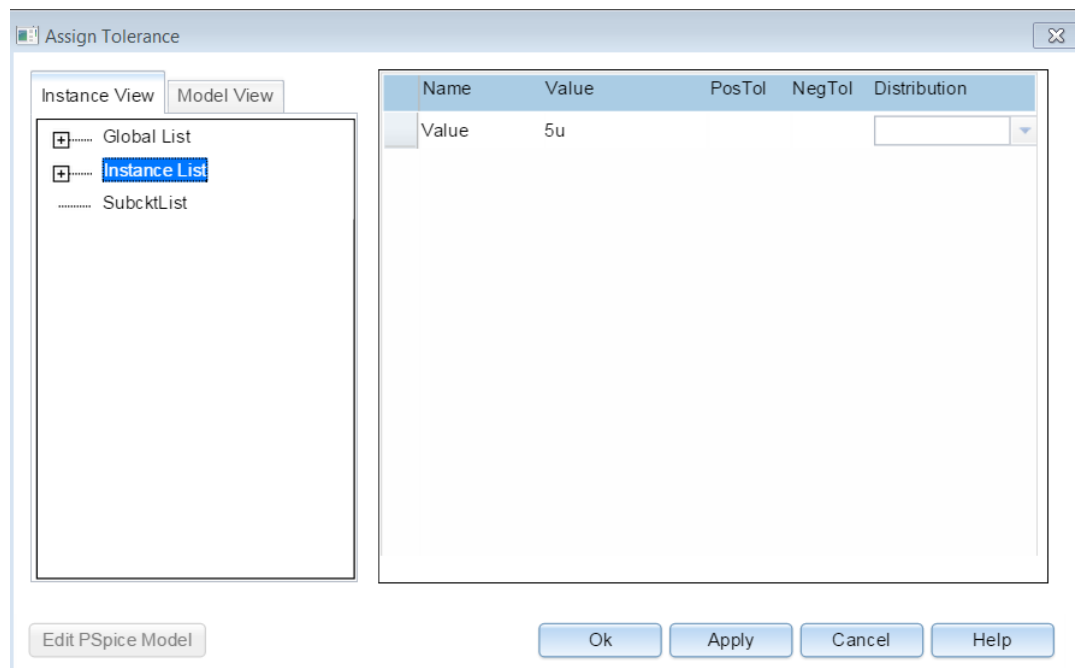 Assign Tolerance
Instance View Model View
Global List
Instance List
SubcktList
Name Value PosTol NegTol Distribution
Value 5u
Edit PSpice Model Ok Apply Cancel Help